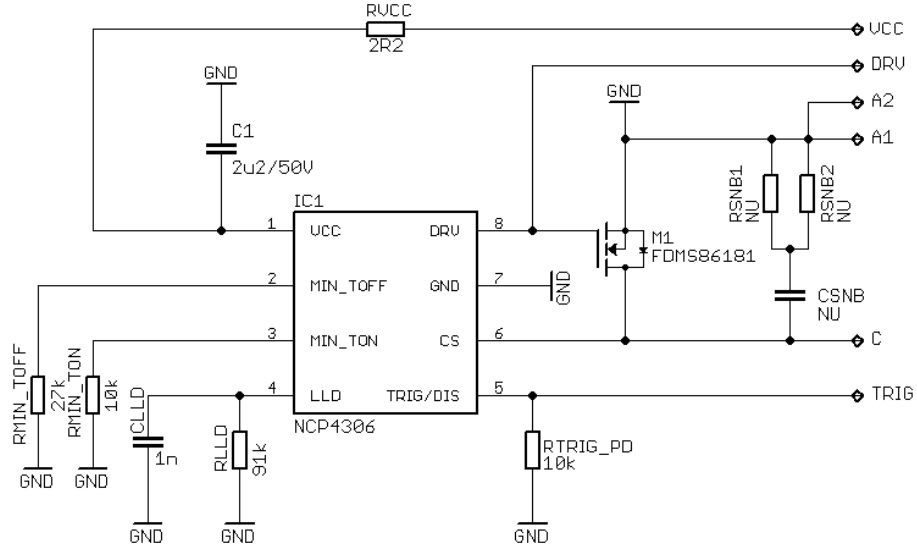 RVCC
2R2
VCC
DRV
GND
GND
A2
C1
2u2/50V
A1
RSNB1
NU
RSNB2
NU
IC1
1
VCC
DRV
8
M1
FDMS86181
2
MIN_TOFF
GND
7
GND
CSNB
NU
3
MIN_TON
CS
6
C
RMIN_TOFF
27k
RMIN_TON
10k
CLLD
1n
4
LLD
TRIG/DIS
5
TRIG
NCP4306
RLLD
91k
RTRIG_PD
10k
GND
GND
GND
GND
GND